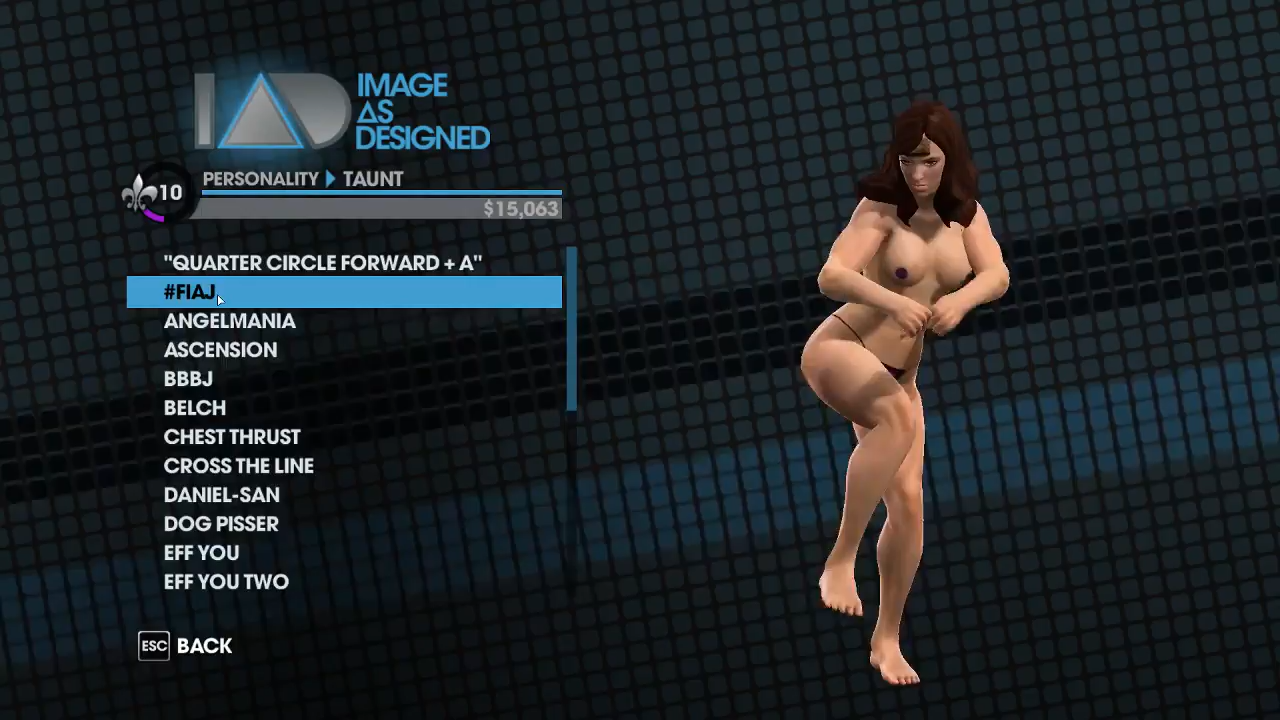 IMAGE
ΔS
DESIGNED
10
PERSONALITY TAUNT
$15,063
"QUARTER CIRCLE FORWARD + A"
#FIAJ
ANGELMANIA
ASCENSION
BBBJ
BELCH
CHEST THRUST
CROSS THE LINE
DANIEL-SAN
DOG PISSER
EFF YOU
EFF YOU TWO
ESC BACK